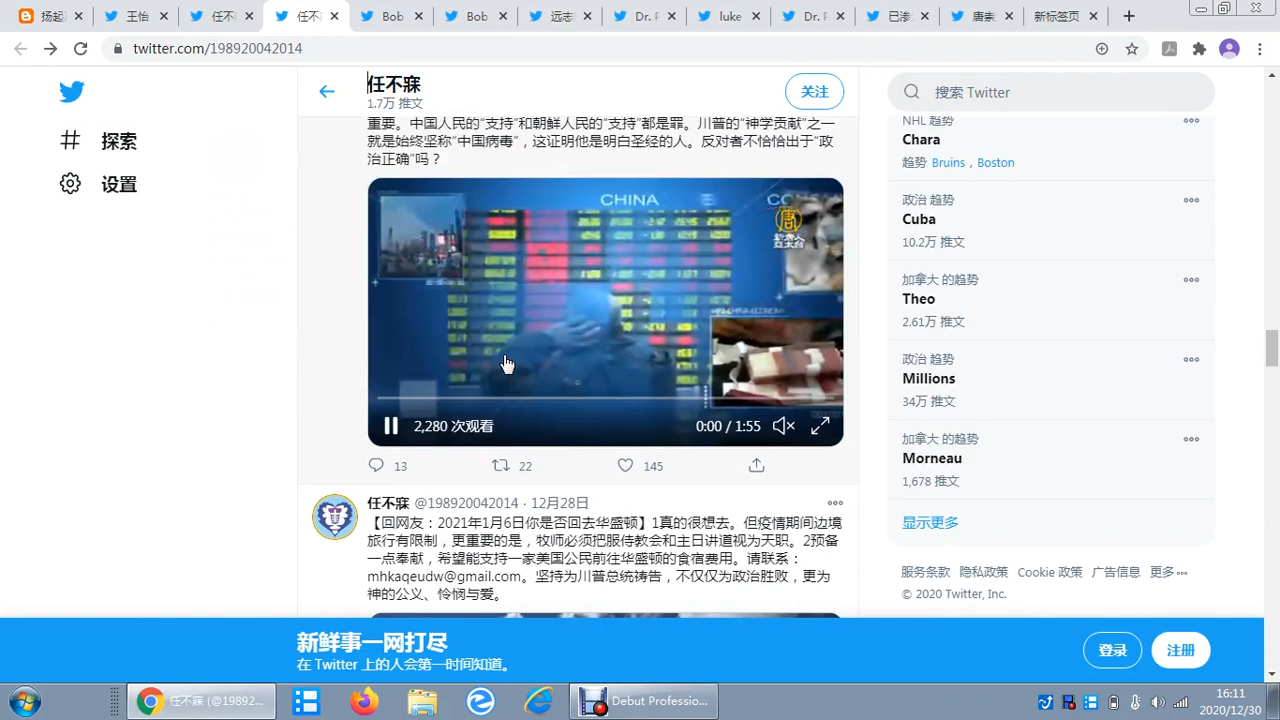 扬起
王怡
任不
任不
Bob
Bob
远志
Dr. F
luke
Dr. F
已渗
唐秦
新标签页
twitter.com/198920042014
任不寐
1.7万 推文
关注
搜索 Twitter
探索
设置
重要。中国人民的“支持”和朝鲜人民的“支持”都是罪。川普的“神学贡献”之一
就是始终坚称“中国病毒”，这证明他是明白圣经的人。反对者不恰恰出于“政
治正确”吗？
CHINA
唐
新唐人
亚太台
2,280 次观看
0:00 / 1:55
13
22
145
任不寐 @198920042014 · 12月28日
【回网友：2021年1月6日你是否回去华盛顿】1真的很想去。但疫情期间边境
旅行有限制，更重要的是，牧师必须把服侍教会和主日讲道视为天职。2预备
一点奉献，希望能支持一家美国公民前往华盛顿的食宿费用。请联系：
mhkaqeudw@gmail.com。坚持为川普总统祷告，不仅仅为政治胜败，更为
神的公义、怜悯与爱。
NHL 趋势
Chara
趋势 Bruins，Boston
政治 趋势
Cuba
10.2万 推文
加拿大 的趋势
Theo
2.61万 推文
政治 趋势
Millions
34万 推文
加拿大 的趋势
Morneau
1,678 推文
显示更多
服务条款 隐私政策 Cookie 政策 广告信息 更多
© 2020 Twitter, Inc.
新鲜事一网打尽
在 Twitter 上的人会第一时间知道。
登录
注册
任不寐 (@19892...
Debut Professio...
16:11
2020/12/30